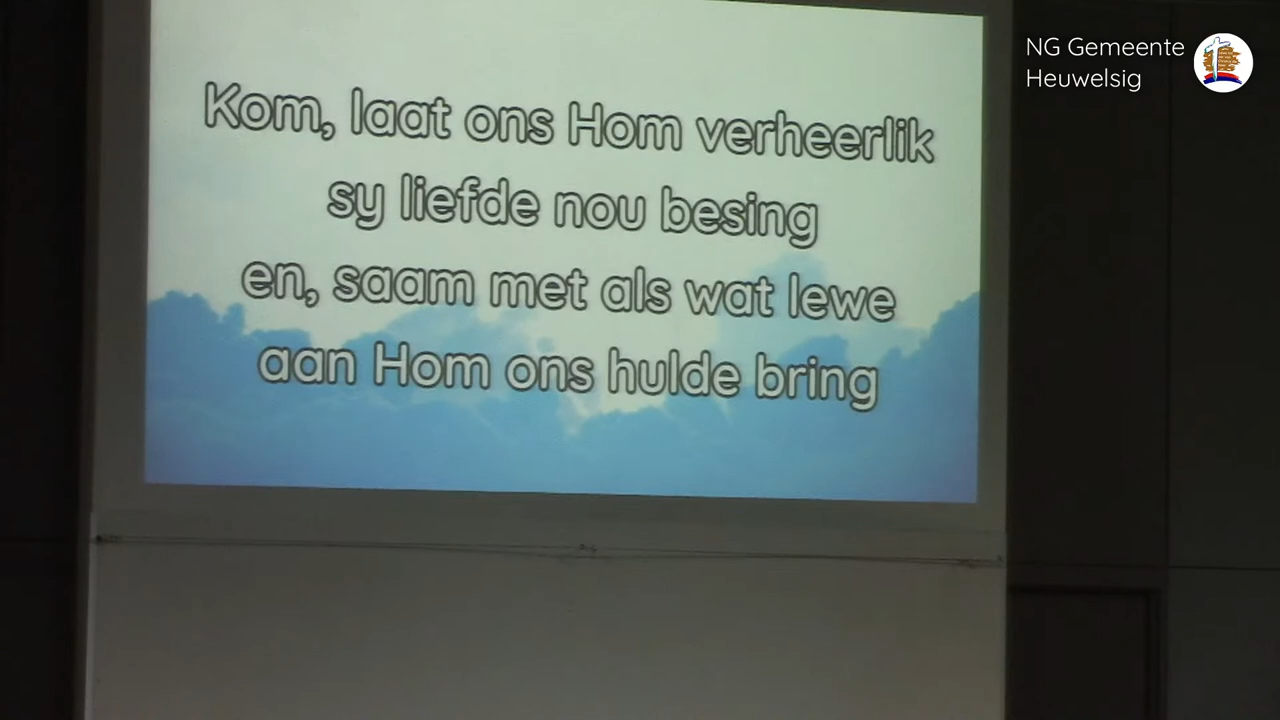 Kom, laat ons Hom verheerlik
sy liefde nou besing
en, saam met als wat lewe
aan Hom ons hulde bring
NG Gemeente
Heuwelsig